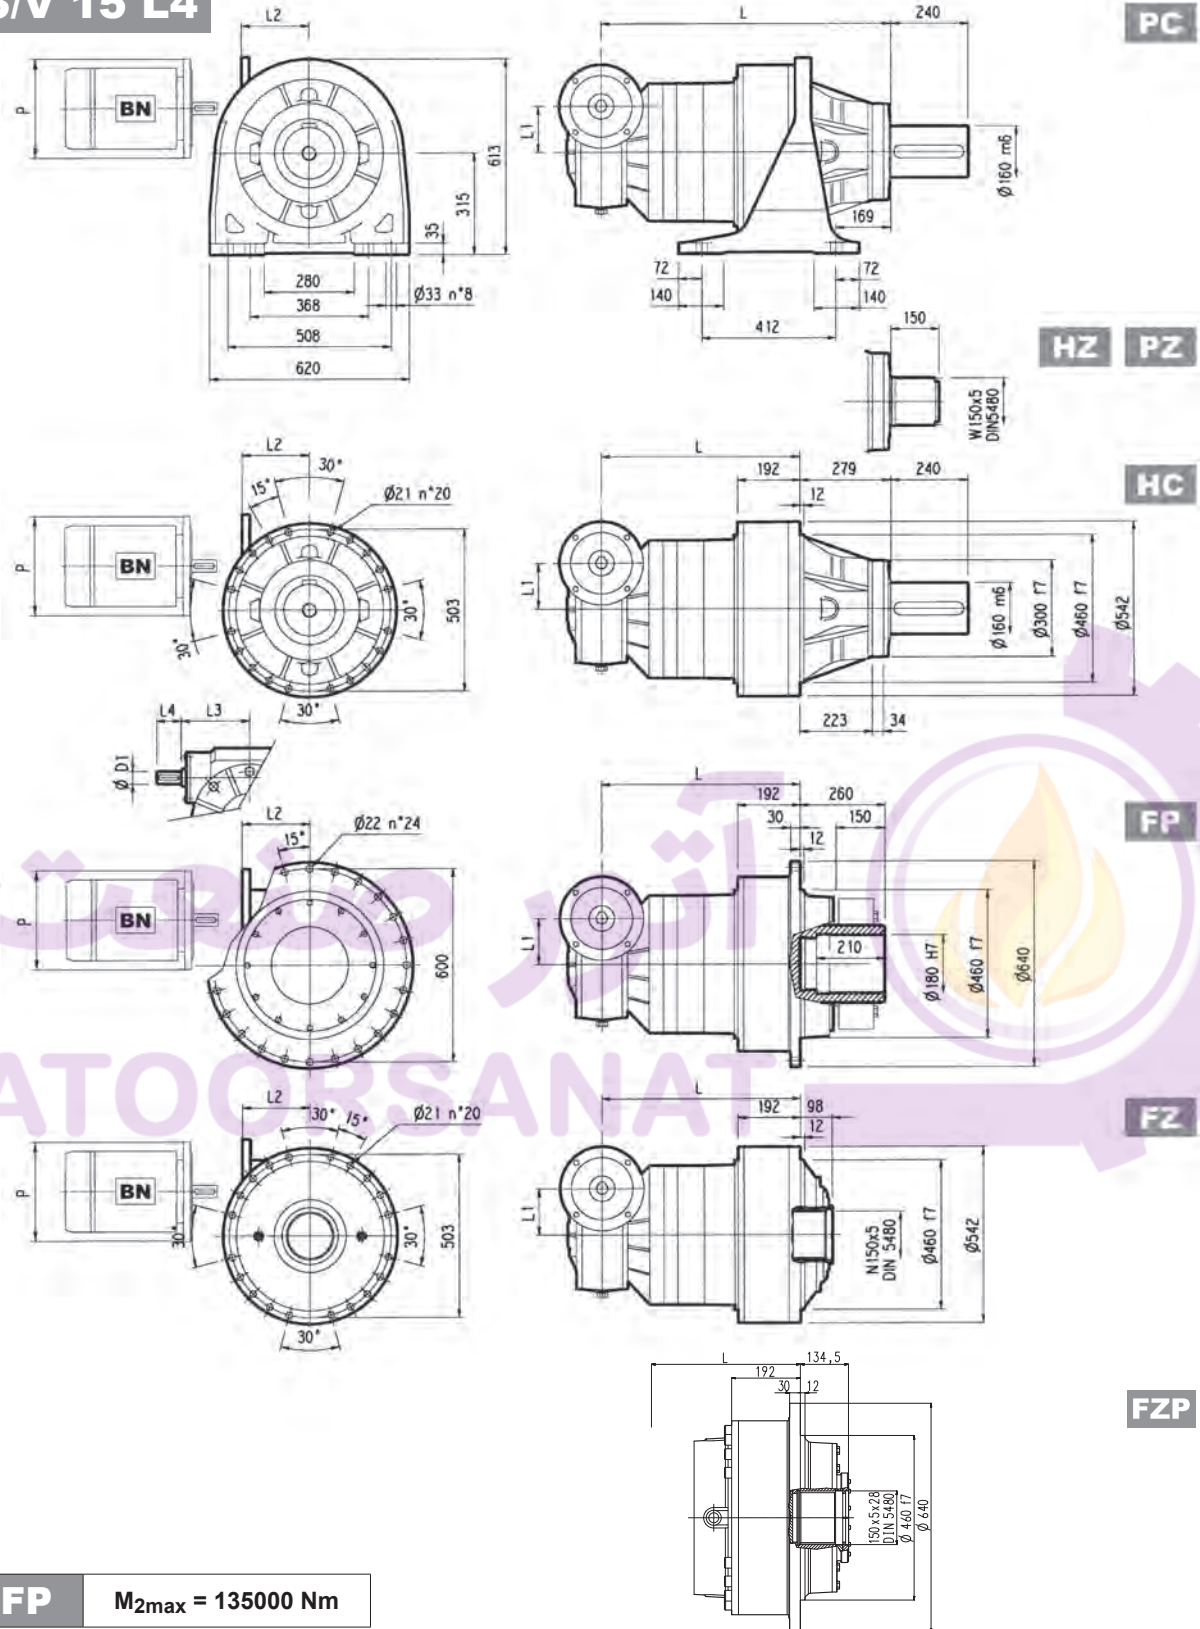 3/V 15 L4
PC
L2
L
240
P
BN
L1
613
315
35
Ø160 m6
169
280
Ø33 n°8
368
508
620
72
72
140
140
412
HZ
PZ
150
W150x5
DIN5480
HC
L2
30°
15°
Ø21 n°20
L
192
279
240
12
P
BN
30°
30°
503
30°
L1
Ø160 m6
Ø300 f7
Ø460 f7
Ø542
223
34
L4
L3
Ø D1
FP
L2
15°
Ø22 n°24
L
192
260
30
150
12
P
BN
600
L1
210
Ø180 H7
Ø460 f7
Ø640
آتور صنعت
ATOORSANAT
FZ
L2
30°
15°
Ø21 n°20
L
192
98
12
P
BN
30°
30°
503
30°
L1
N150x5
DIN 5480
Ø460 f7
Ø542
FZP
L
134,5
192
30
12
150x5x28
DIN 5480
Ø 460 f7
Ø 640
FP
M2max = 135000 Nm